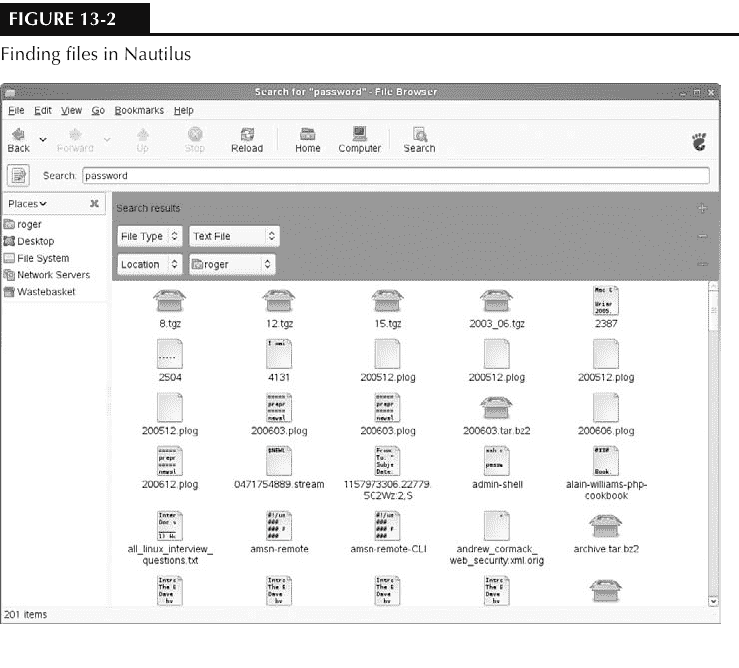 FIGURE 13-2
Finding files in Nautilus
Search for "password" - File Browser
File Edit View Go Bookmarks Help
Back Forward Up Stop Reload Home Computer Search
Search: password
Places
Search results
roger
Desktop
File System
Network Servers
Wastebasket
File Type Text File
Location roger
8.tgz 12.tgz 15.tgz 2003_06.tgz 2387
2504 4131 200512.plog 200512.plog 200512.plog
200512.plog 200603.plog 200603.plog 200603.tar.bz2 200606.plog
200612.plog 0471754889.stream 1157973306.22779. admin-shell alain-williams-php-
5C2Wz:2,S cookbook
all_linux_interview_ amsn-remote amsn-remote-CLI andrew_cormack_ archive.tar.bz2
questions.txt web_security.xml.orig
201 items